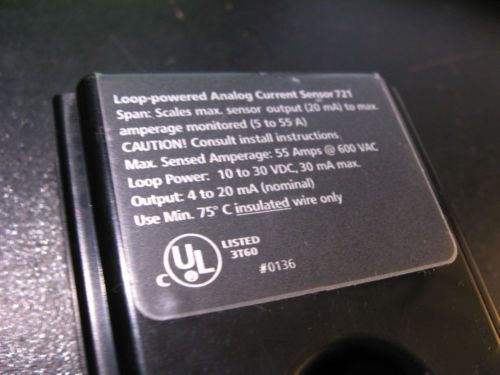 Loop-powered Analog Current Sensor 721
Span: Scales max. sensor output (20 mA) to max.
amperage monitored (5 to 55 A)
CAUTION! Consult install instructions
Max. Sensed Amperage: 55 Amps @ 600 VAC
Loop Power: 10 to 30 VDC, 30 mA max.
Output: 4 to 20 mA (nominal)
Use Min. 75° C insulated wire only
C UL LISTED
3T60
#0136